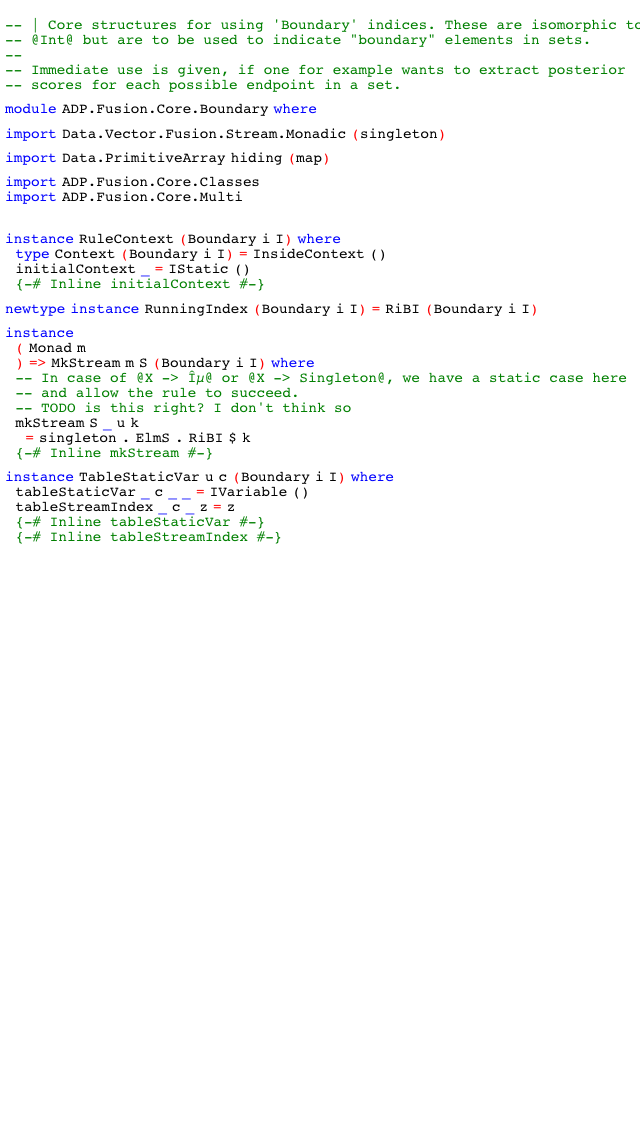 -- | Core structures for using 'Boundary' indices. These are isomorphic to
-- @Int@ but are to be used to indicate "boundary" elements in sets.
--
-- Immediate use is given, if one for example wants to extract posterior
-- scores for each possible endpoint in a set.
module ADP.Fusion.Core.Boundary where
import Data.Vector.Fusion.Stream.Monadic (singleton)
import Data.PrimitiveArray hiding (map)
import ADP.Fusion.Core.Classes
import ADP.Fusion.Core.Multi
instance RuleContext (Boundary i I) where
type Context (Boundary i I) = InsideContext ()
initialContext _ = IStatic ()
{-# Inline initialContext #-}
newtype instance RunningIndex (Boundary i I) = RiBI (Boundary i I)
instance
( Monad m
) => MkStream m S (Boundary i I) where
-- In case of @X -> Îµ@ or @X -> Singleton@, we have a static case here
-- and allow the rule to succeed.
-- TODO is this right? I don't think so
mkStream S _ u k
= singleton . ElmS . RiBI $ k
{-# Inline mkStream #-}
instance TableStaticVar u c (Boundary i I) where
tableStaticVar _ c _ _ = IVariable ()
tableStreamIndex _ c _ z = z
{-# Inline tableStaticVar #-}
{-# Inline tableStreamIndex #-}